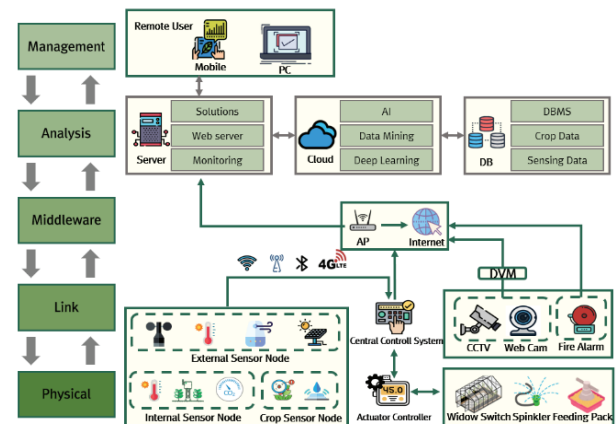 Management
Analysis
Middleware
Link
Physical
Remote User
Mobile
PC
Server
Solutions
Web server
Monitoring
Cloud
AI
Data Mining
Deep Learning
DB
DBMS
Crop Data
Sensing Data
AP
Internet
4G LTE
DVM
CCTV
Web Cam
Fire Alarm
Central Controll System
External Sensor Node
CO₂
Internal Sensor Node
Crop Sensor Node
45.0
Actuator Controller
Widow Switch
Spinkler
Feeding Pack